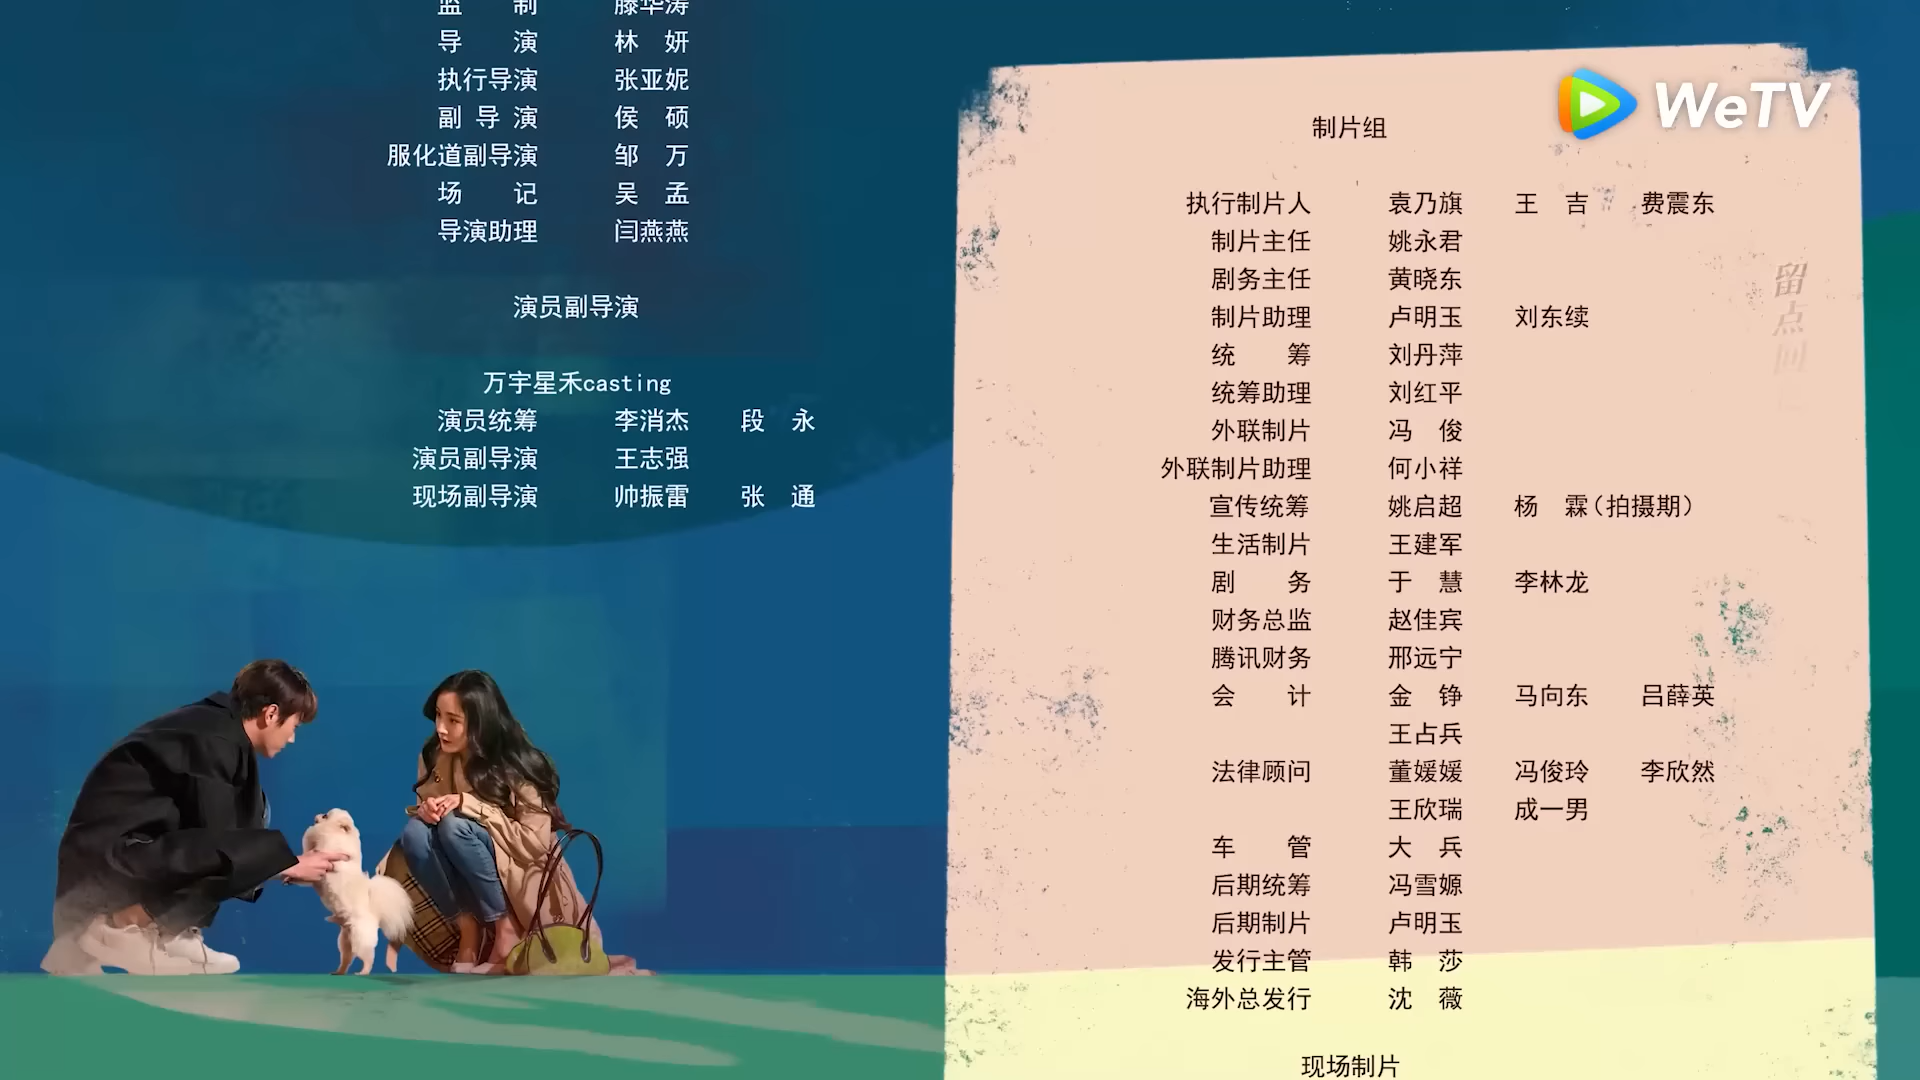 监 制 滕华涛
导 演 林 妍
执行导演 张亚妮
副 导 演 侯 硕
服化道副导演 邹 万
场 记 吴 孟
导演助理 闫燕燕
演员副导演
万宇星禾casting
演员统筹 李消杰 段 永
演员副导演 王志强
现场副导演 帅振雷 张 通
WeTV
制片组
执行制片人 袁乃旗 王 吉 费震东
制片主任 姚永君
剧务主任 黄晓东
制片助理 卢明玉 刘东续
统 筹 刘丹萍
统筹助理 刘红平
外联制片 冯 俊
外联制片助理 何小祥
宣传统筹 姚启超 杨 霖(拍摄期)
生活制片 王建军
剧 务 于 慧 李林龙
财务总监 赵佳宾
腾讯财务 邢远宁
会 计 金 铮 马向东 吕薛英
王占兵
法律顾问 董媛媛 冯俊玲 李欣然
王欣瑞 成一男
车 管 大 兵
后期统筹 冯雪嫄
后期制片 卢明玉
发行主管 韩 莎
海外总发行 沈 薇
现场制片
留点回